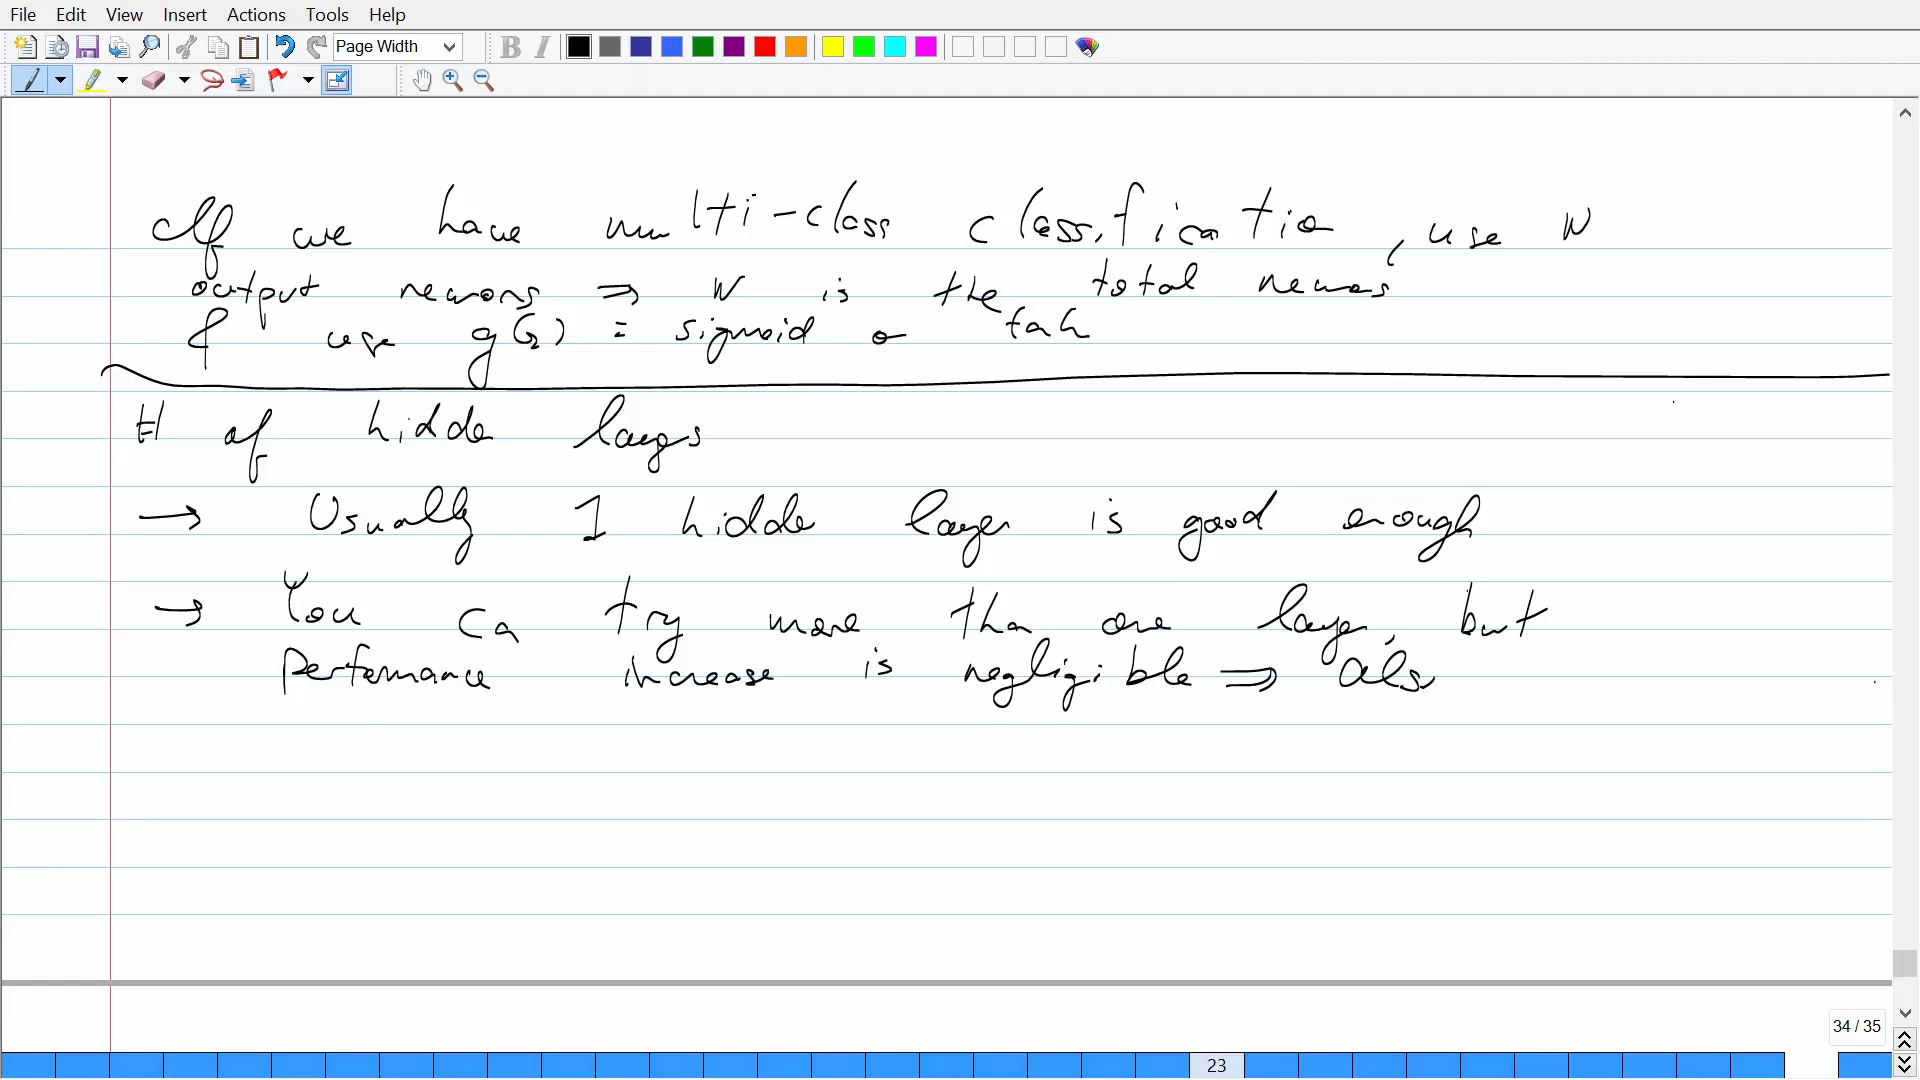 File Edit View Insert Actions Tools Help
Page Width B I
If we have multi-class classification, use N
output neurons => N is the total neurons
& use g(z) = sigmoid or tanh
# of hidden layers
→ Usually 1 hidden layer is good enough
→ You can try more than one layer, but
performance increase is negligible => also
34 / 35
23